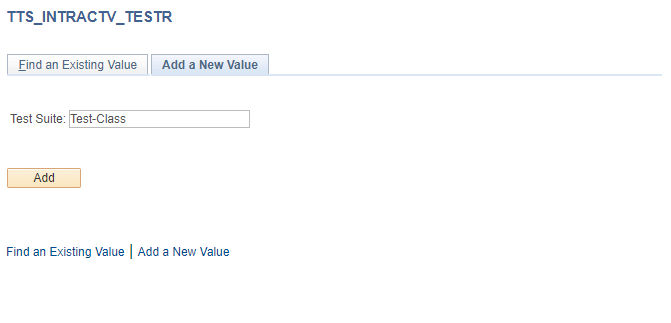 TTS_INTRACTV_TESTR
Find an Existing Value Add a New Value
Test Suite: Test-Class
Add
Find an Existing Value | Add a New Value